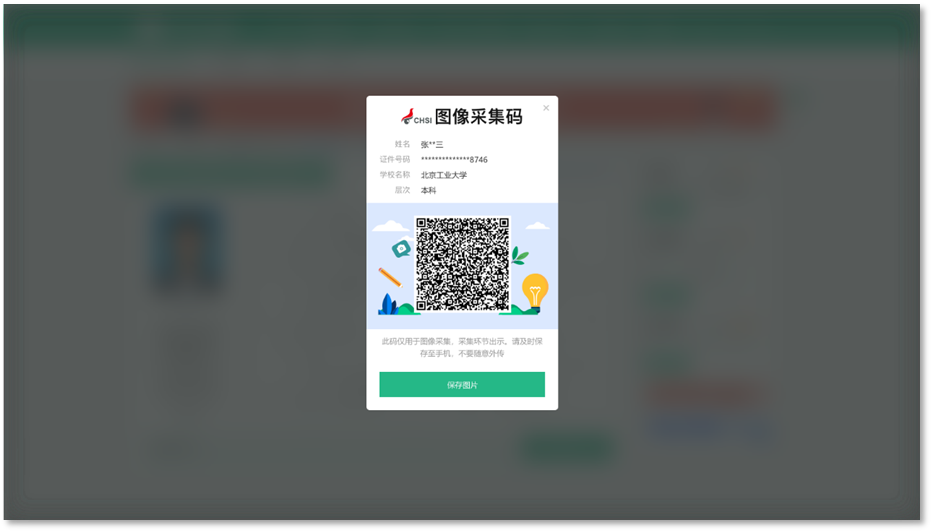 CHSI 图像采集码
×
姓名 张**三
证件号码 **************8746
学校名称 北京工业大学
层次 本科
此码仅用于图像采集，采集环节出示。请及时保
存至手机，不要随意外传
保存图片